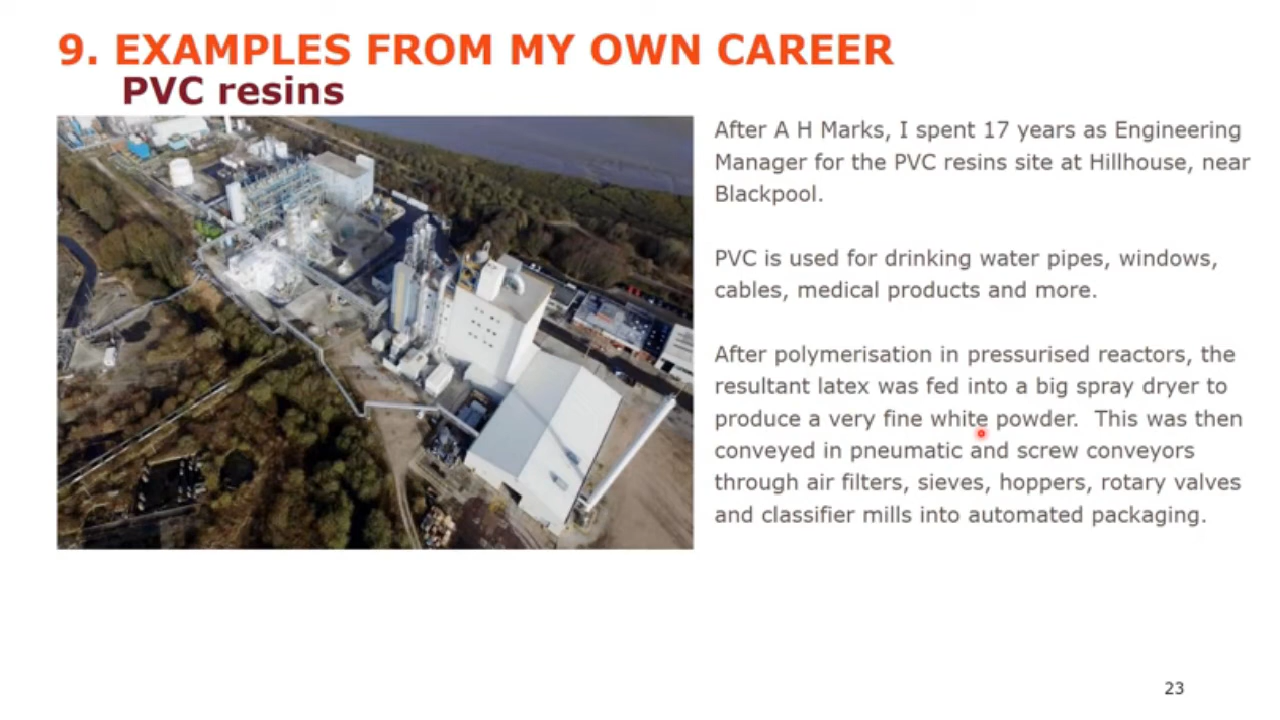 9. EXAMPLES FROM MY OWN CAREER
PVC resins
After A H Marks, I spent 17 years as Engineering
Manager for the PVC resins site at Hillhouse, near
Blackpool.
PVC is used for drinking water pipes, windows,
cables, medical products and more.
After polymerisation in pressurised reactors, the
resultant latex was fed into a big spray dryer to
produce a very fine white powder.  This was then
conveyed in pneumatic and screw conveyors
through air filters, sieves, hoppers, rotary valves
and classifier mills into automated packaging.
23